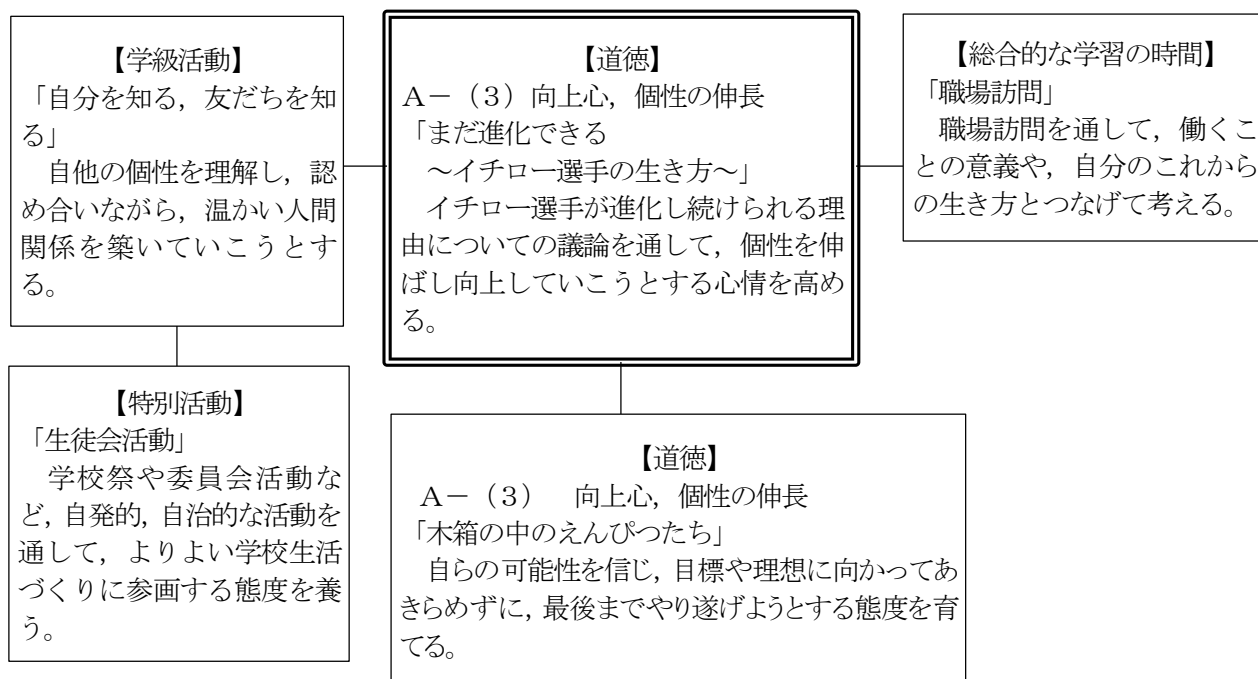 【学級活動】
「自分を知る，友だちを知
る」
　自他の個性を理解し，認
め合いながら，温かい人間
関係を築いていこうとす
る。
【道徳】
Ａ－（３）向上心，個性の伸長
「まだ進化できる
　～イチロー選手の生き方～」
　イチロー選手が進化し続けられる理
由についての議論を通して，個性を伸
ばし向上していこうとする心情を高め
る。
【総合的な学習の時間】
「職場訪問」
　職場訪問を通して，働くこ
との意義や，自分のこれから
の生き方とつなげて考える。
【特別活動】
「生徒会活動」
　学校祭や委員会活動な
ど，自発的，自治的な活動を
通して，よりよい学校生活
づくりに参画する態度を養
う。
【道徳】
Ａ－（３）　向上心，個性の伸長
「木箱の中のえんぴつたち」
　自らの可能性を信じ，目標や理想に向かってあ
きらめずに，最後までやり遂げようとする態度を育
てる。